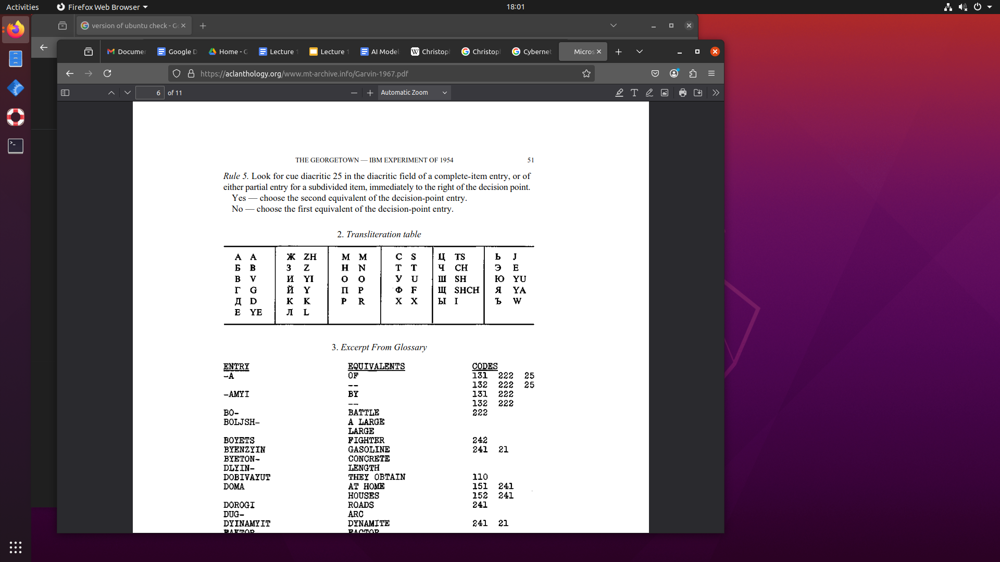 Activities Firefox Web Browser 18:01
version of ubuntu check - G
Documen Google D Home - G Lecture 1 Lecture 1 AI Model Christoph Christoph Cybernet Micros
https://aclanthology.org/www.mt-archive.info/Garvin-1967.pdf
6 of 11 Automatic Zoom
THE GEORGETOWN — IBM EXPERIMENT OF 1954 51
Rule 5. Look for cue diacritic 25 in the diacritic field of a complete-item entry, or of
either partial entry for a subdivided item, immediately to the right of the decision point.
Yes — choose the second equivalent of the decision-point entry.
No — choose the first equivalent of the decision-point entry.
2. Transliteration table
А A Ж ZH М M С S Ц TS Ь J
Б B З Z Н N Т T Ч CH Э E
В V И YI О O У U Ш SH Ю YU
Г G Й Y П P Ф F Щ SHCH Я YA
Д D К K Р R Х X Ы I Ъ W
Е YE Л L
3. Excerpt From Glossary
ENTRY EQUIVALENTS CODES
-A OF 131 222 25
-- 132 222 25
-AMYI BY 131 222
-- 132 222
BO- BATTLE 222
BOLJSH- A LARGE
LARGE
BOYETS FIGHTER 242
BYENZYIN GASOLINE 241 21
BYETON- CONCRETE
DLYIN- LENGTH
DOBIVAYUT THEY OBTAIN 110
DOMA AT HOME 151 241
HOUSES 152 241
DOROGI ROADS 241
DUG- ARC
DYINAMYIT DYNAMITE 241 21
FAKTOR FACTOR